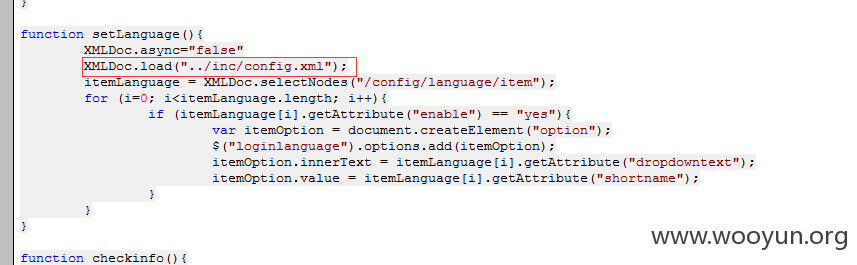 }
function setLanguage(){
XMLDoc.async="false"
XMLDoc.load("../inc/config.xml");
itemLanguage = XMLDoc.selectNodes("/config/language/item");
for (i=0; i<itemLanguage.length; i++){
if (itemLanguage[i].getAttribute("enable") == "yes"){
var itemOption = document.createElement("option");
$("loginlanguage").options.add(itemOption);
itemOption.innerText = itemLanguage[i].getAttribute("dropdowntext");
itemOption.value = itemLanguage[i].getAttribute("shortname");
}
}
}
www.wooyun.org
function checkinfo(){